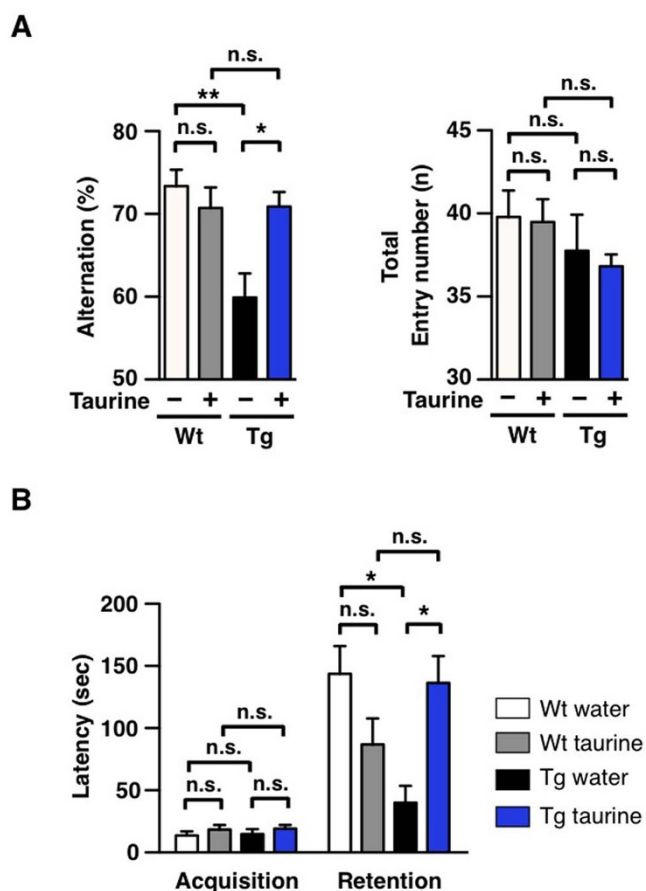 A
n.s.
**
n.s.
*
80
70
60
50
Alternation (%)
Taurine − + − +
Wt Tg
n.s.
n.s.
n.s.
n.s.
45
40
35
30
Total
Entry number (n)
Taurine − + − +
Wt Tg
B
n.s.
*
n.s.
*
n.s.
n.s.
n.s.
n.s.
200
150
100
50
0
Latency (sec)
Acquisition Retention
Wt water
Wt taurine
Tg water
Tg taurine